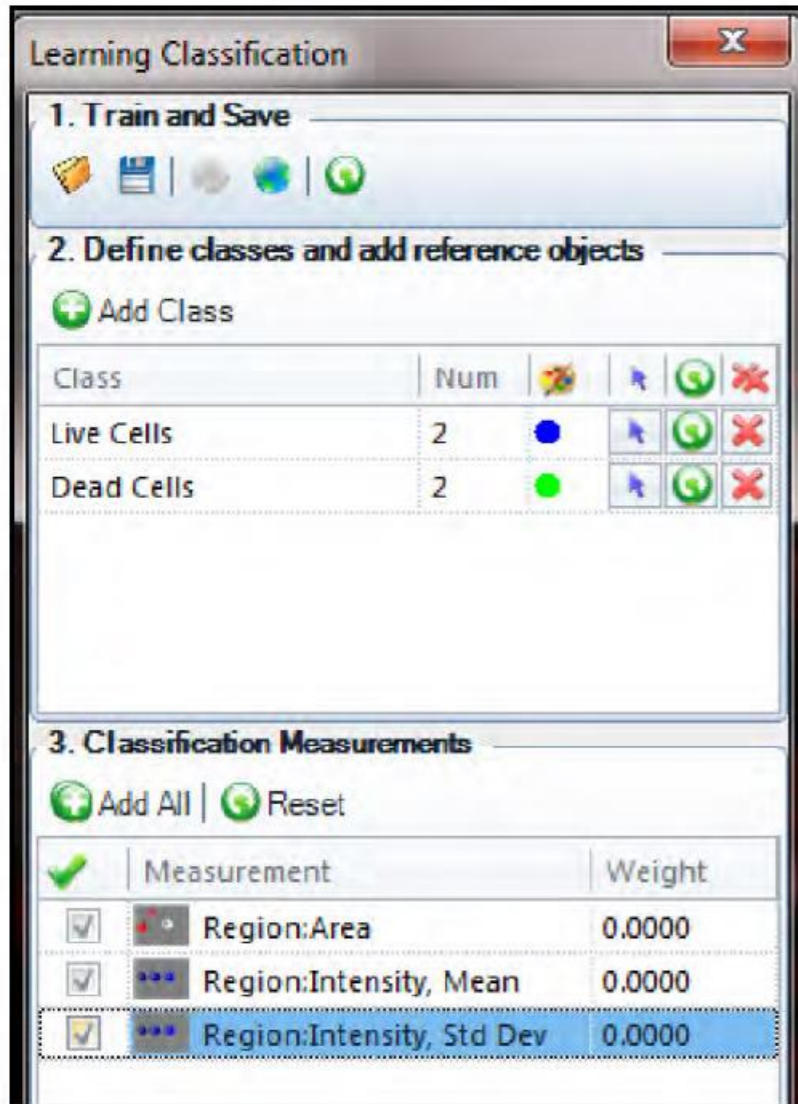 Learning Classification
1. Train and Save
2. Define classes and add reference objects
Add Class
Class Num
Live Cells 2
Dead Cells 2
3. Classification Measurements
Add All Reset
Measurement Weight
Region:Area 0.0000
Region:Intensity, Mean 0.0000
Region:Intensity, Std Dev 0.0000